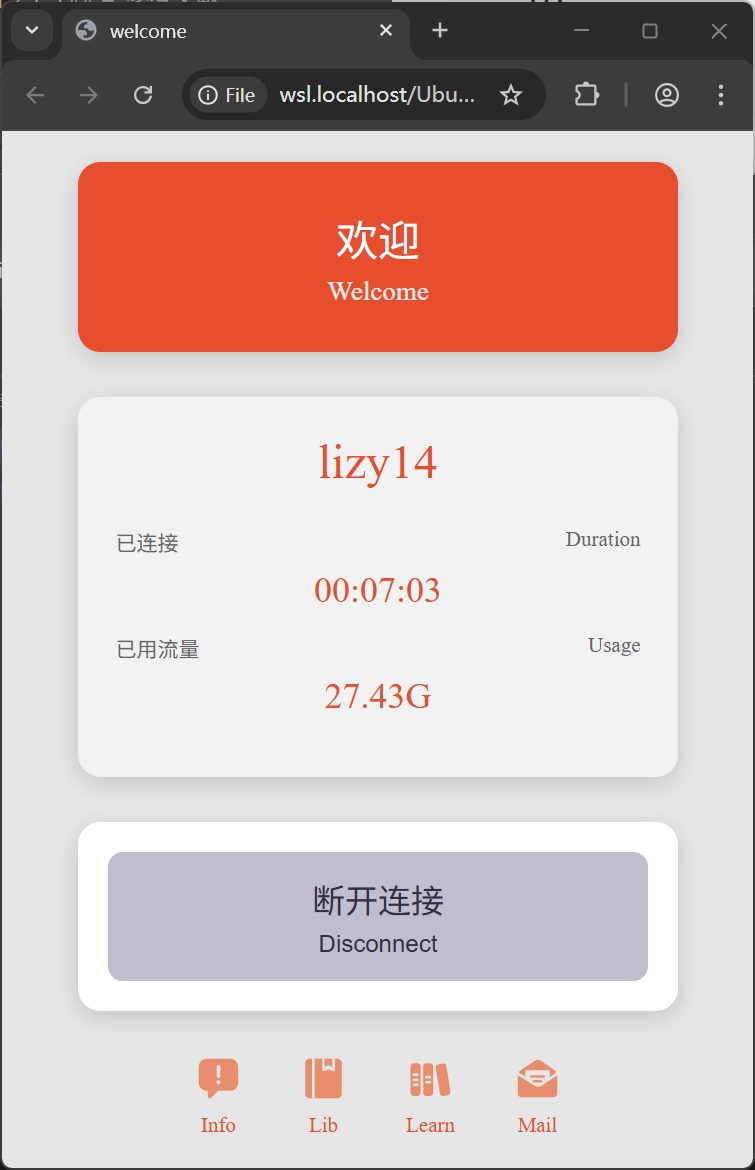 welcome
File
wsl.localhost/Ubu...
欢迎
Welcome
lizy14
已连接
Duration
00:07:03
已用流量
Usage
27.43G
断开连接
Disconnect
Info
Lib
Learn
Mail